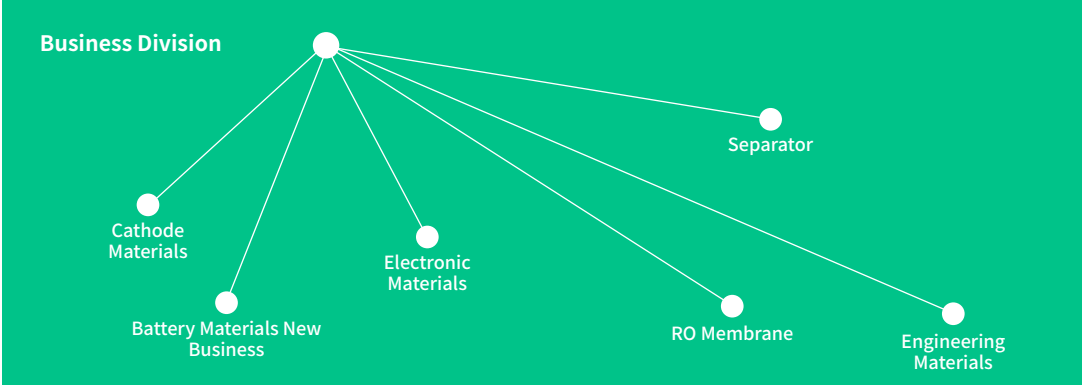 Business Division
Separator
Cathode
Materials
Electronic
Materials
Battery Materials New
Business
RO Membrane
Engineering
Materials